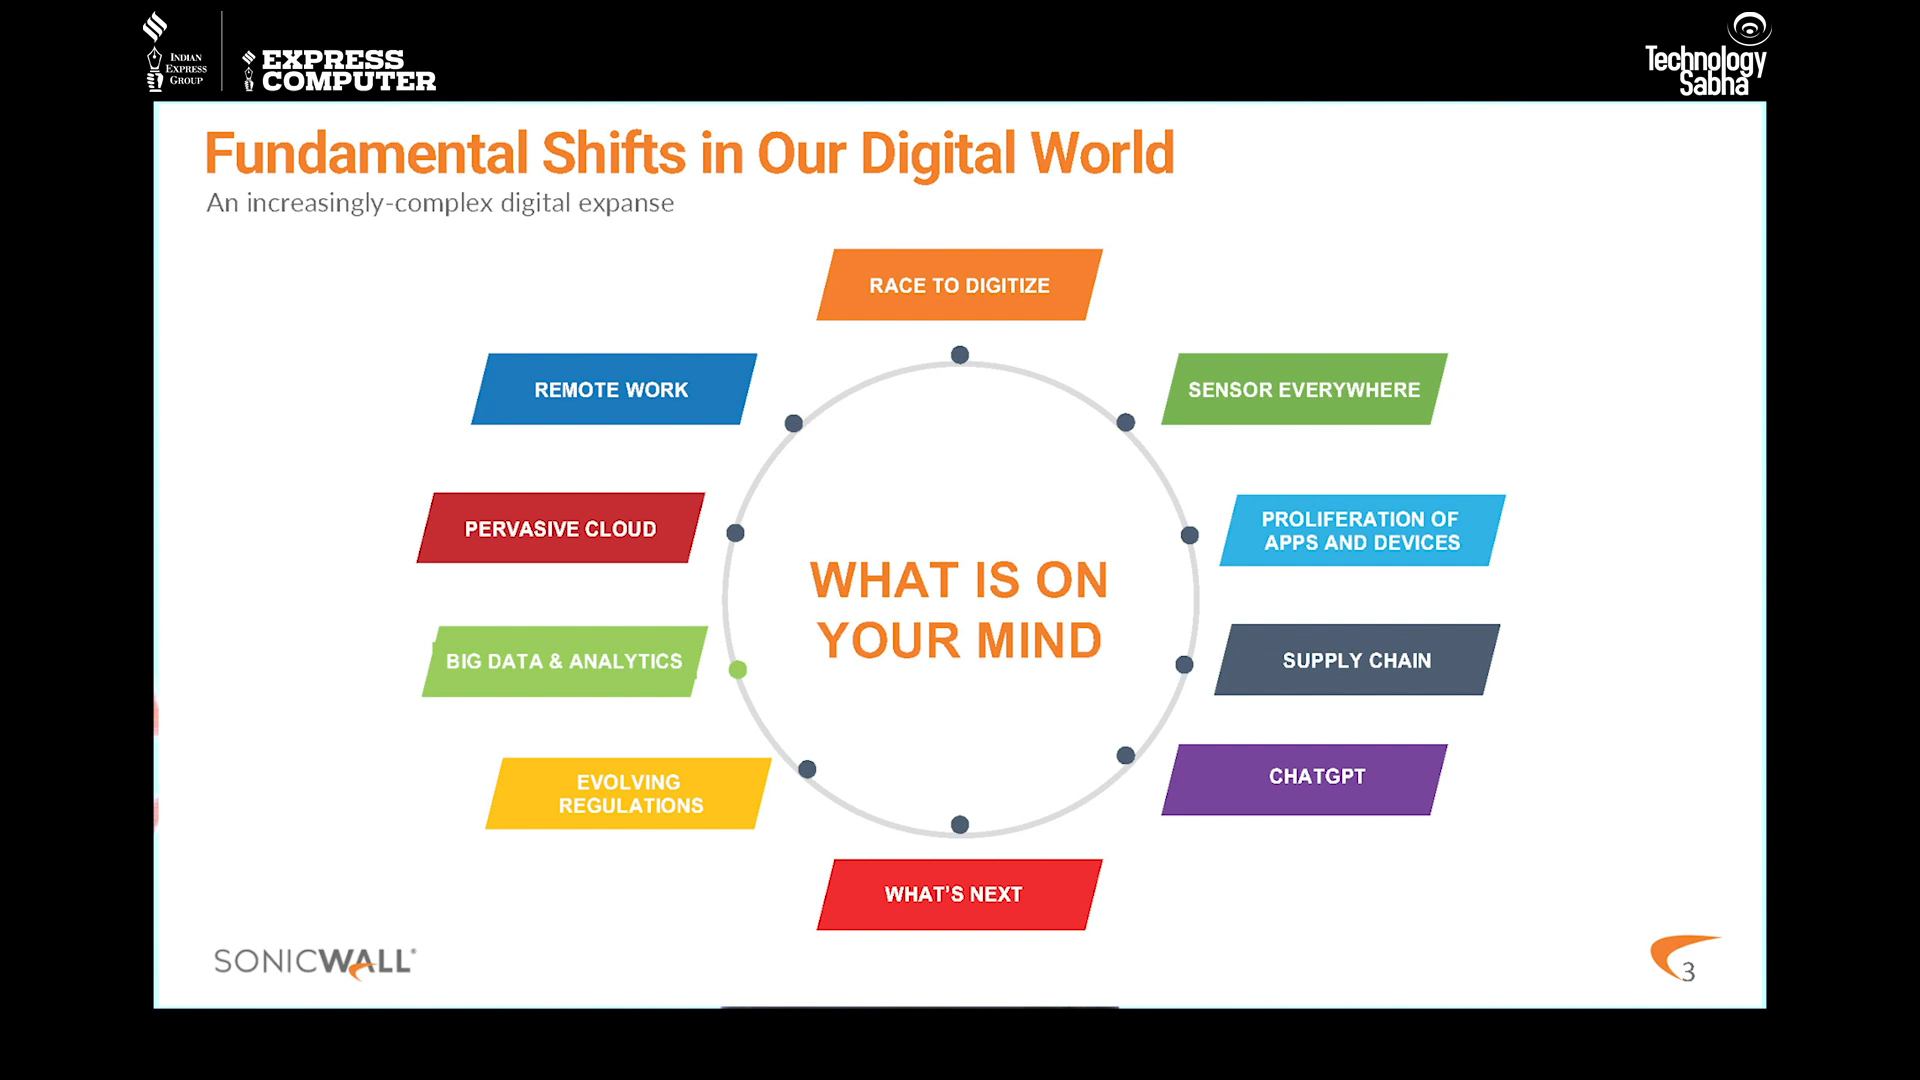 INDIAN
EXPRESS
GROUP
EXPRESS
COMPUTER
Technology
Sabha
Fundamental Shifts in Our Digital World
An increasingly-complex digital expanse
RACE TO DIGITIZE
REMOTE WORK
SENSOR EVERYWHERE
PERVASIVE CLOUD
PROLIFERATION OF
APPS AND DEVICES
WHAT IS ON
YOUR MIND
BIG DATA & ANALYTICS
SUPPLY CHAIN
EVOLVING
REGULATIONS
CHATGPT
WHAT'S NEXT
SONICWALL
3